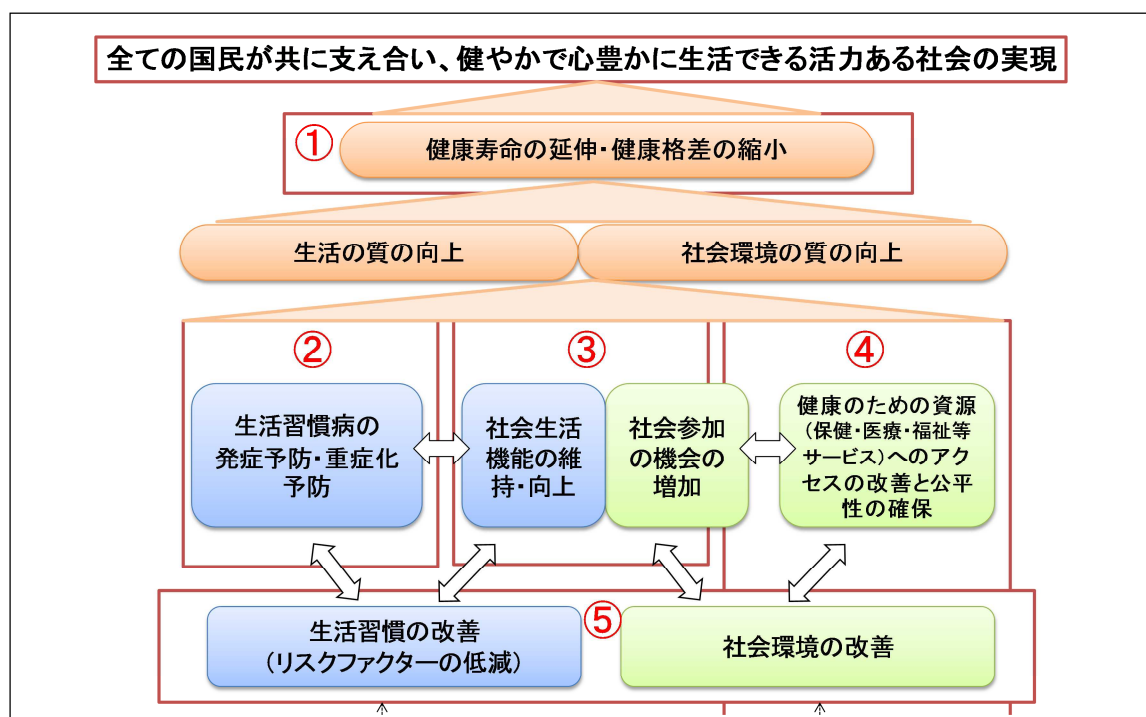 全ての国民が共に支え合い、健やかで心豊かに生活できる活力ある社会の実現
①
健康寿命の延伸・健康格差の縮小
生活の質の向上
社会環境の質の向上
②
生活習慣病の
発症予防・重症化
予防
③
社会生活
機能の維
持・向上
社会参加
の機会の
増加
④
健康のための資源
(保健・医療・福祉等
サービス)へのアク
セスの改善と公平
性の確保
⑤
生活習慣の改善
(リスクファクターの低減)
社会環境の改善